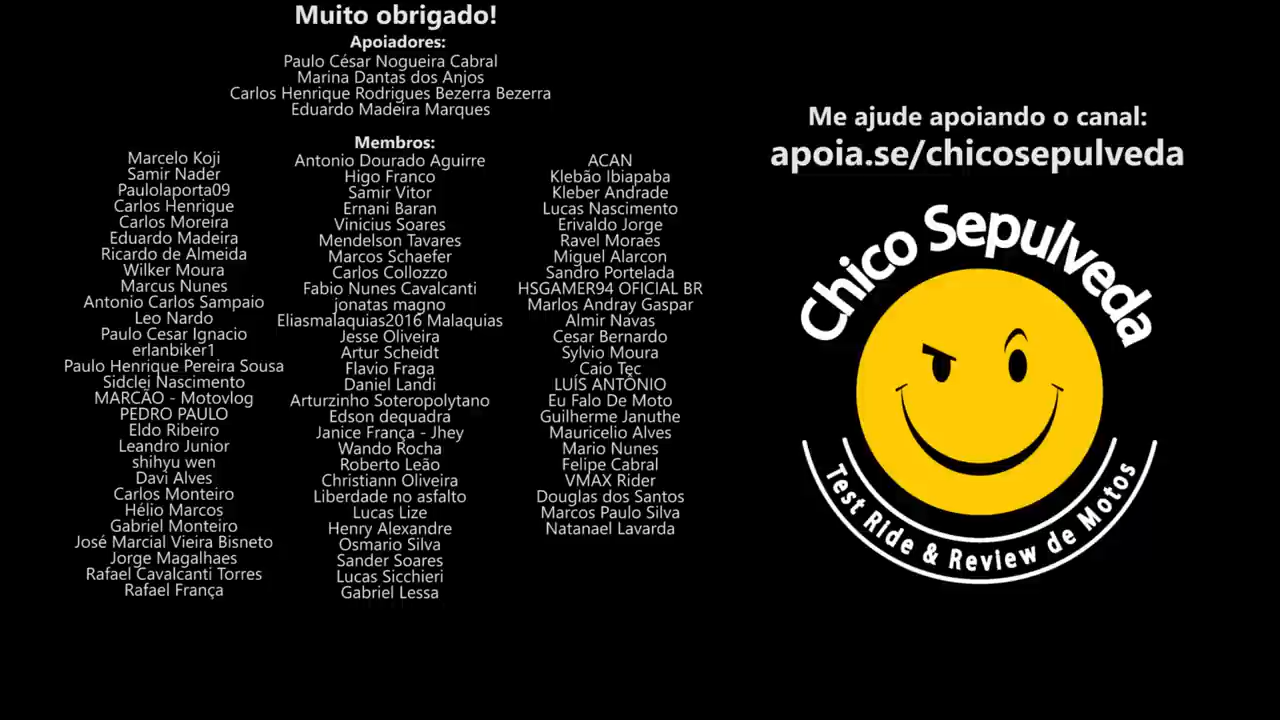 Muito obrigado!
Apoiadores:
Paulo César Nogueira Cabral
Marina Dantas dos Anjos
Carlos Henrique Rodrigues Bezerra Bezerra
Eduardo Madeira Marques
Membros:
Marcelo Koji
Samir Nader
Paulolaporta09
Carlos Henrique
Carlos Moreira
Eduardo Madeira
Ricardo de Almeida
Wilker Moura
Marcus Nunes
Antonio Carlos Sampaio
Leo Nardo
Paulo Cesar Ignacio
erlanbiker1
Paulo Henrique Pereira Sousa
Sidclei Nascimento
MARCÃO - Motovlog
PEDRO PAULO
Eldo Ribeiro
Leandro Junior
shihyu wen
Davi Alves
Carlos Monteiro
Hélio Marcos
Gabriel Monteiro
José Marcial Vieira Bisneto
Jorge Magalhaes
Rafael Cavalcanti Torres
Rafael França
Antonio Dourado Aguirre
Higo Franco
Samir Vitor
Ernani Baran
Vinicius Soares
Mendelson Tavares
Marcos Schaefer
Carlos Collozzo
Fabio Nunes Cavalcanti
jonatas magno
Eliasmalaquias2016 Malaquias
Jesse Oliveira
Artur Scheidt
Flavio Fraga
Daniel Landi
Arturzinho Soteropolytano
Edson dequadra
Janice França - Jhey
Wando Rocha
Roberto Leão
Christiann Oliveira
Liberdade no asfalto
Lucas Lize
Henry Alexandre
Osmario Silva
Sander Soares
Lucas Sicchieri
Gabriel Lessa
ACAN
Klebão Ibiapaba
Kleber Andrade
Lucas Nascimento
Erivaldo Jorge
Ravel Moraes
Miguel Alarcon
Sandro Portelada
HSGAMER94 OFICIAL BR
Marlos Andray Gaspar
Almir Navas
Cesar Bernardo
Sylvio Moura
Caio Tec
LUÍS ANTÔNIO
Eu Falo De Moto
Guilherme Januthe
Mauricelio Alves
Mario Nunes
Felipe Cabral
VMAX Rider
Douglas dos Santos
Marcos Paulo Silva
Natanael Lavarda
Me ajude apoiando o canal:
apoia.se/chicosepulveda
Chico Sepulveda
Test Ride & Review de Motos